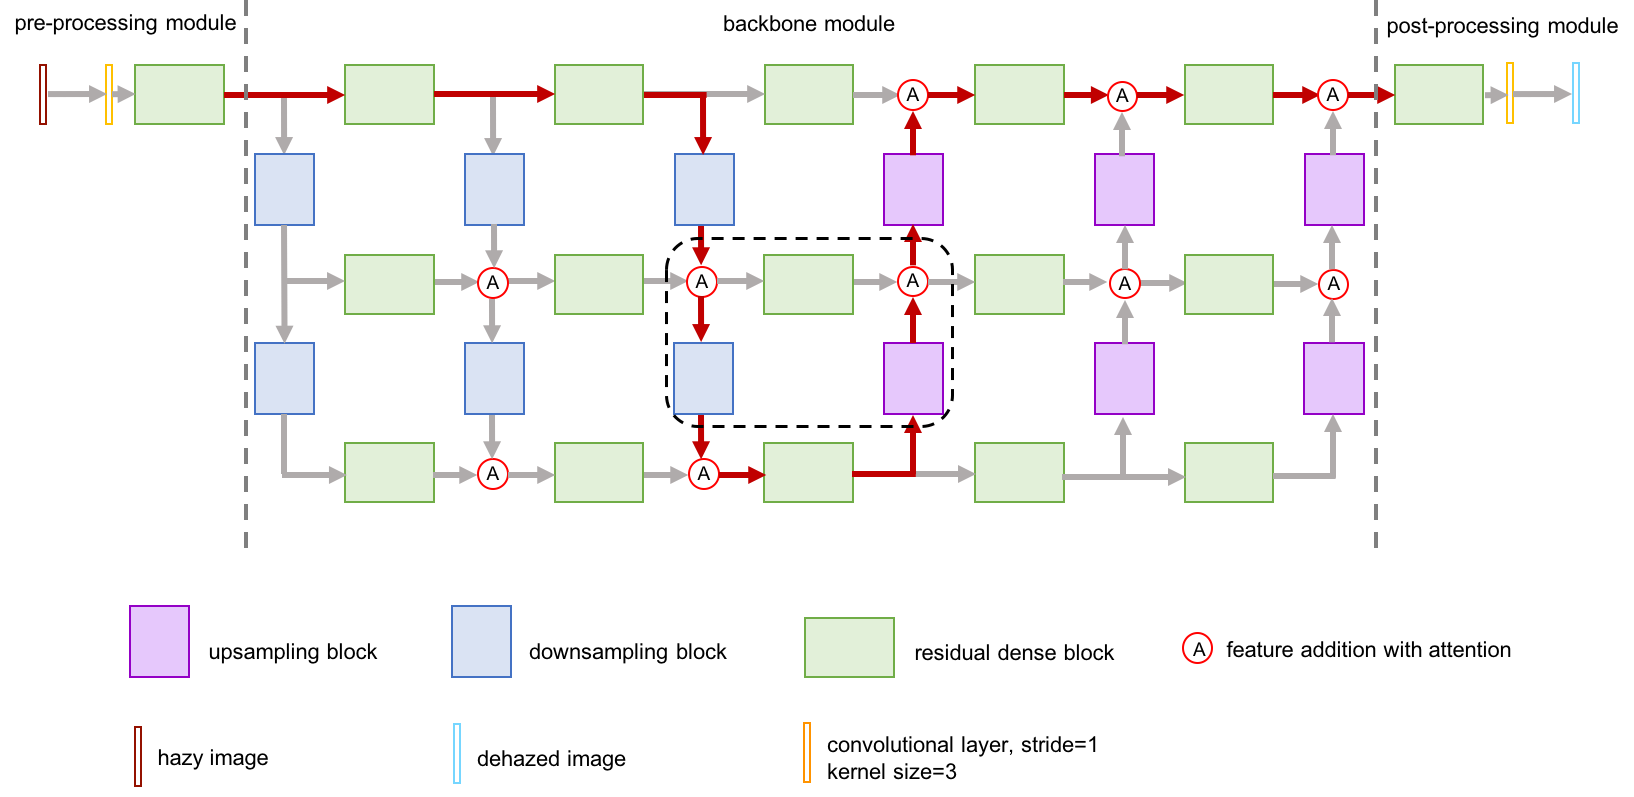 pre-processing module
backbone module
post-processing module
A
A
A
A
A
A
A
A
A
A
upsampling block
downsampling block
residual dense block
A
feature addition with attention
hazy image
dehazed image
convolutional layer, stride=1
kernel size=3